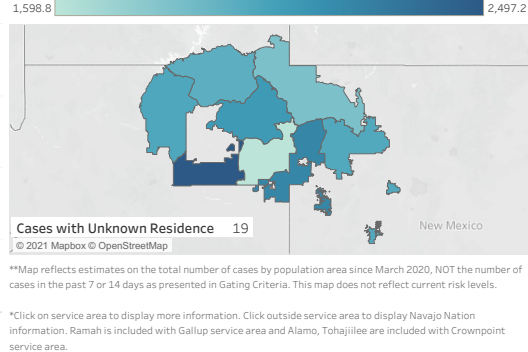 1,598.8
2,497.2
New Mexico
Cases with Unknown Residence 19
© 2021 Mapbox © OpenStreetMap
**Map reflects estimates on the total number of cases by population area since March 2020, NOT the number of
cases in the past 7 or 14 days as presented in Gating Criteria. This map does not reflect current risk levels.
*Click on service area to display more information. Click outside service area to display Navajo Nation
information. Ramah is included with Gallup service area and Alamo, Tohajiilee are included with Crownpoint
service area.